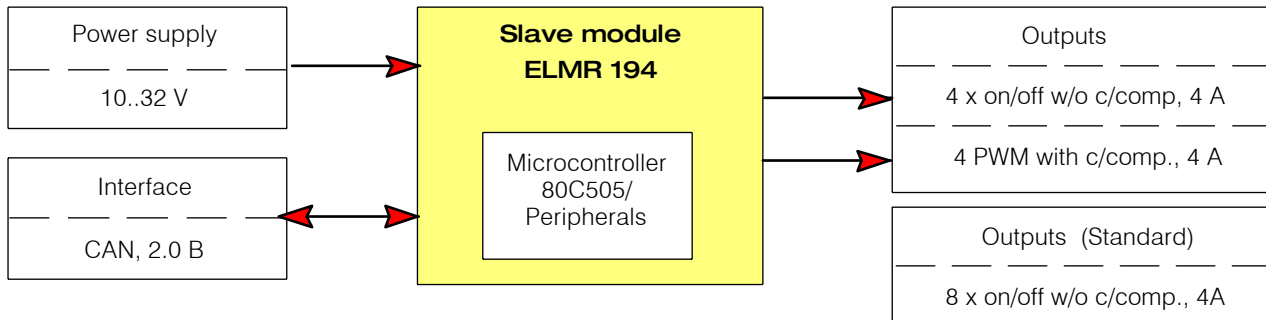 Power supply
10..32 V
Interface
CAN, 2.0 B
Slave module
ELMR 194
Microcontroller
80C505/
Peripherals
Outputs
4 x on/off w/o c/comp, 4 A
4 PWM with c/comp., 4 A
Outputs (Standard)
8 x on/off w/o c/comp., 4A